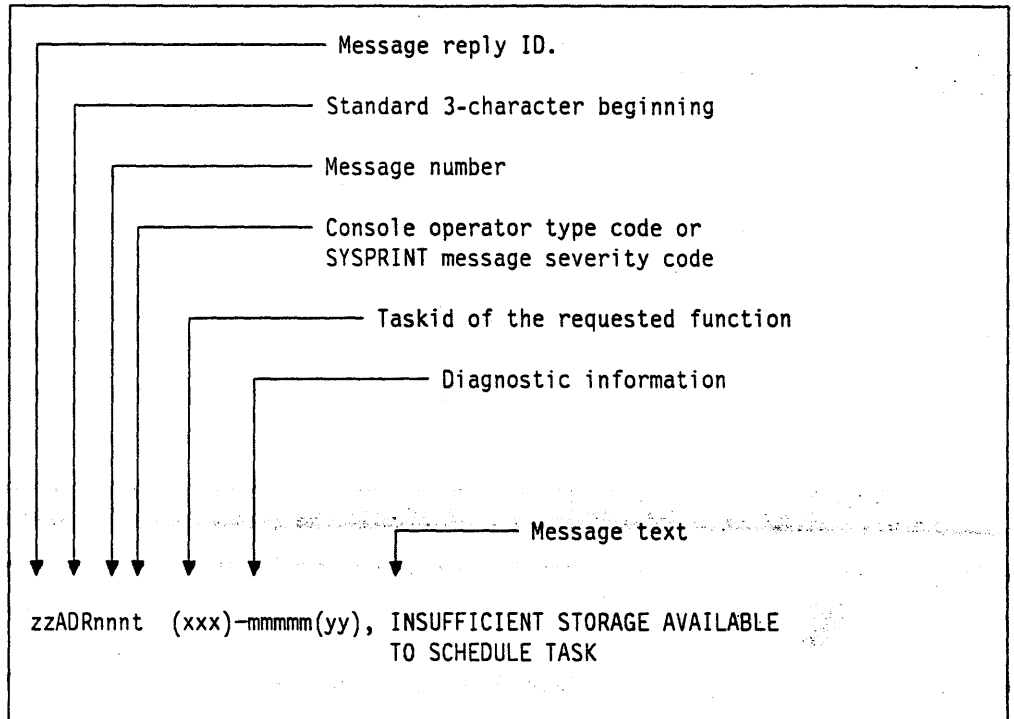 Message reply ID.
Standard 3-character beginning
Message number
Console operator type code or
SYSPRINT message severity code
Taskid of the requested function
Diagnostic information
Message text
zzADRnnnt (xxx)-mmmmm(yy), INSUFFICIENT STORAGE AVAILABLE
TO SCHEDULE TASK